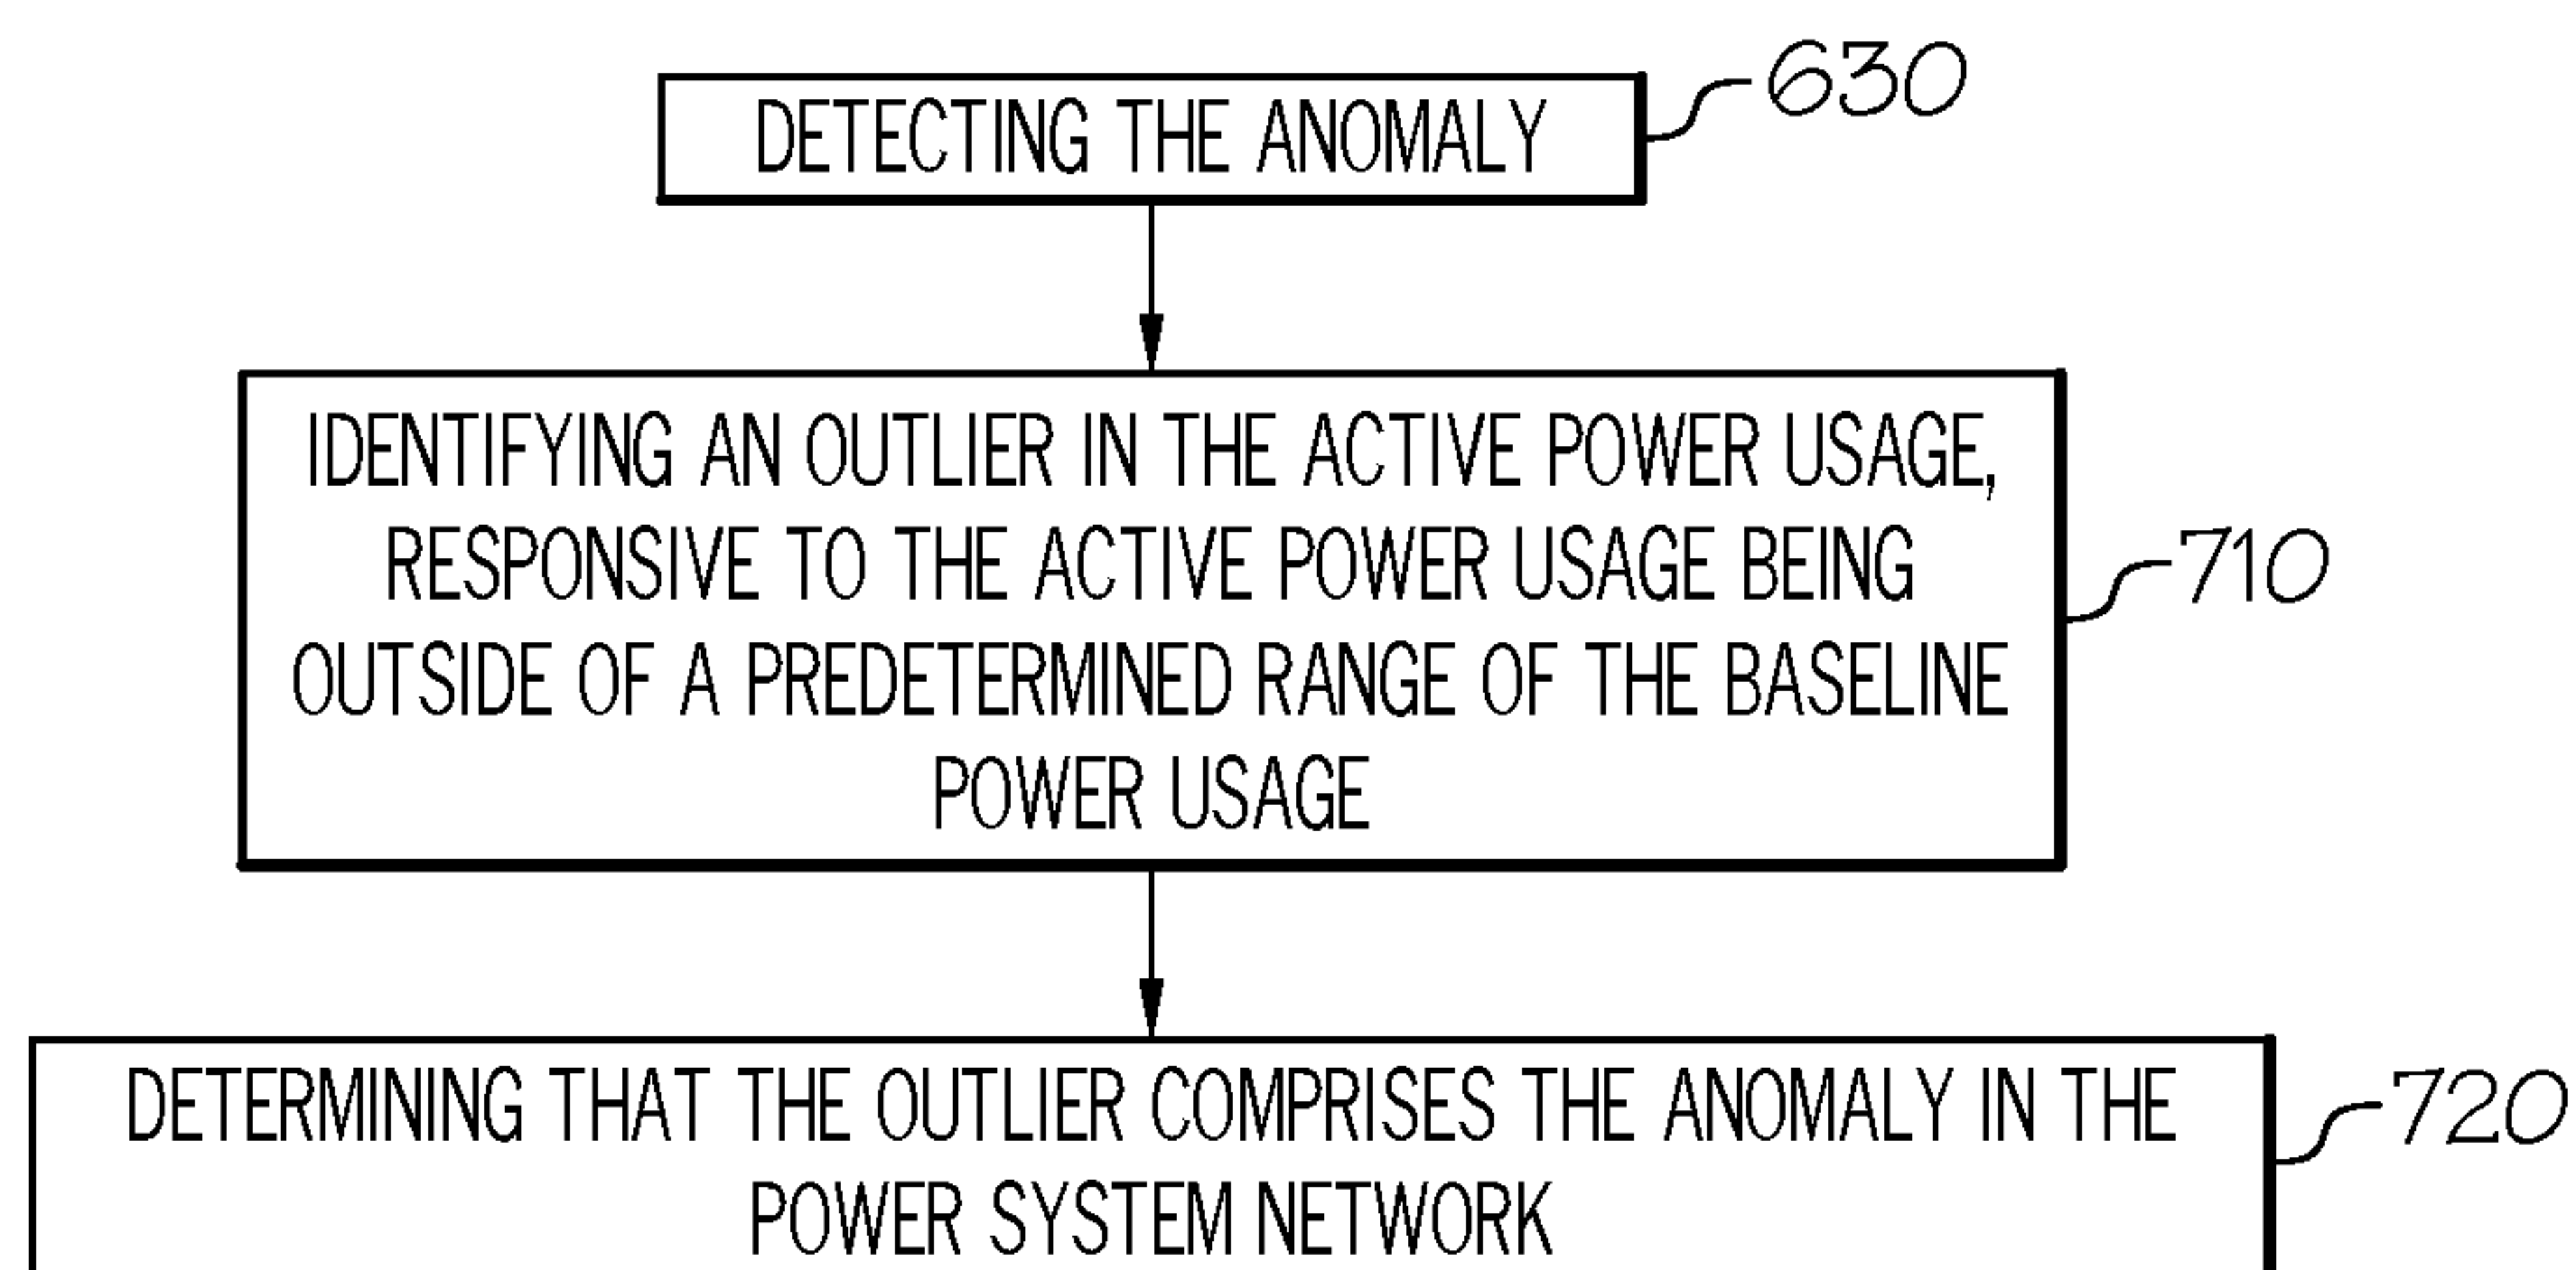 DETECTING THE ANOMALY
630
IDENTIFYING AN OUTLIER IN THE ACTIVE POWER USAGE,
RESPONSIVE TO THE ACTIVE POWER USAGE BEING
OUTSIDE OF A PREDETERMINED RANGE OF THE BASELINE
POWER USAGE
710
DETERMINING THAT THE OUTLIER COMPRISES THE ANOMALY IN THE
POWER SYSTEM NETWORK
720